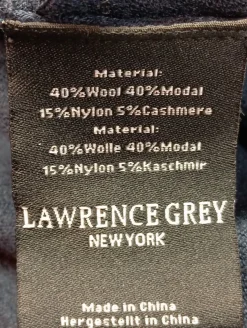 Material:
40%Wool 40%Modal
15%Nylon 5%Cashmere
Material:
40%Wolle 40%Modal
15%Nylon 5%Kaschmir
LAWRENCE GREY
NEW YORK
Made in China
Hergestellt in China